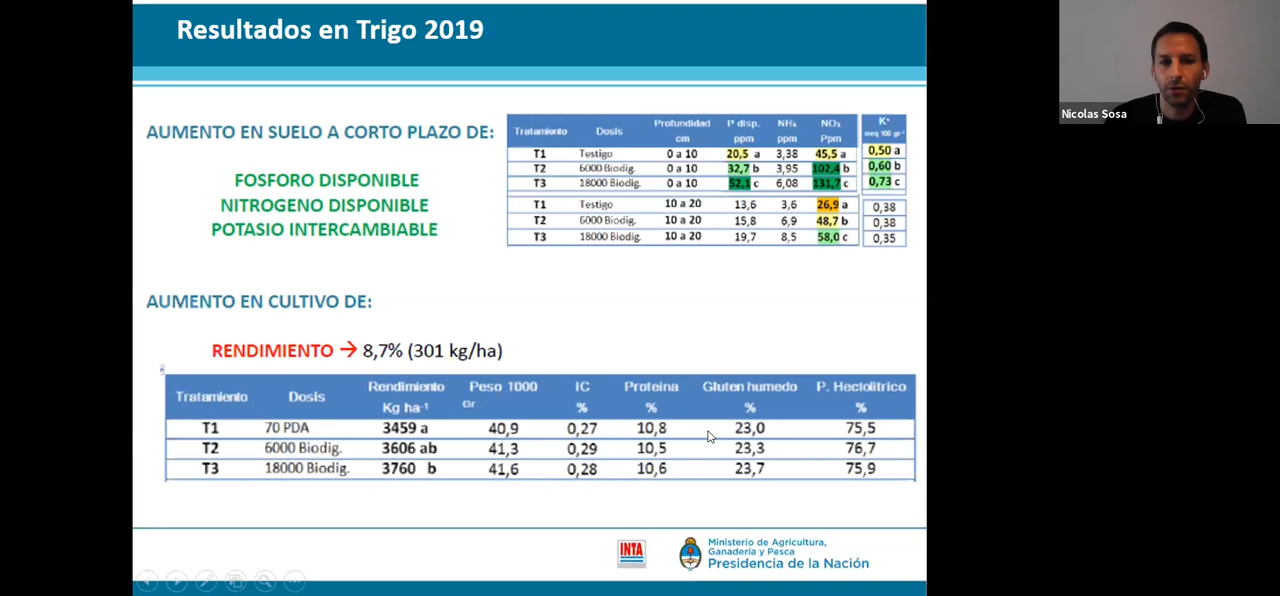 Resultados en Trigo 2019
Nicolas Sosa
AUMENTO EN SUELO A CORTO PLAZO DE:
FOSFORO DISPONIBLE
NITROGENO DISPONIBLE
POTASIO INTERCAMBIABLE
Tratamiento Dosis Profundidad cm P disp. ppm NH₄ ppm NO₃ Ppm K⁺ meq 100 gr⁻¹
T1 Testigo 0 a 10 20,5 a 3,38 45,5 a 0,50 a
T2 6000 Biodig. 0 a 10 32,7 b 3,95 102,4 b 0,60 b
T3 18000 Biodig. 0 a 10 52,1 c 6,08 131,7 c 0,73 c
T1 Testigo 10 a 20 13,6 3,6 26,9 a 0,38
T2 6000 Biodig. 10 a 20 15,8 6,9 48,7 b 0,38
T3 18000 Biodig. 10 a 20 19,7 8,5 58,0 c 0,35
AUMENTO EN CULTIVO DE:
RENDIMIENTO → 8,7% (301 kg/ha)
Tratamiento Dosis Rendimiento Kg ha⁻¹ Peso 1000 Gr IC % Proteina % Gluten humedo % P. Hectolitrico %
T1 70 PDA 3459 a 40,9 0,27 10,8 23,0 75,5
T2 6000 Biodig. 3606 ab 41,3 0,29 10,5 23,3 76,7
T3 18000 Biodig. 3760 b 41,6 0,28 10,6 23,7 75,9
INTA
Ministerio de Agricultura,
Ganadería y Pesca
Presidencia de la Nación